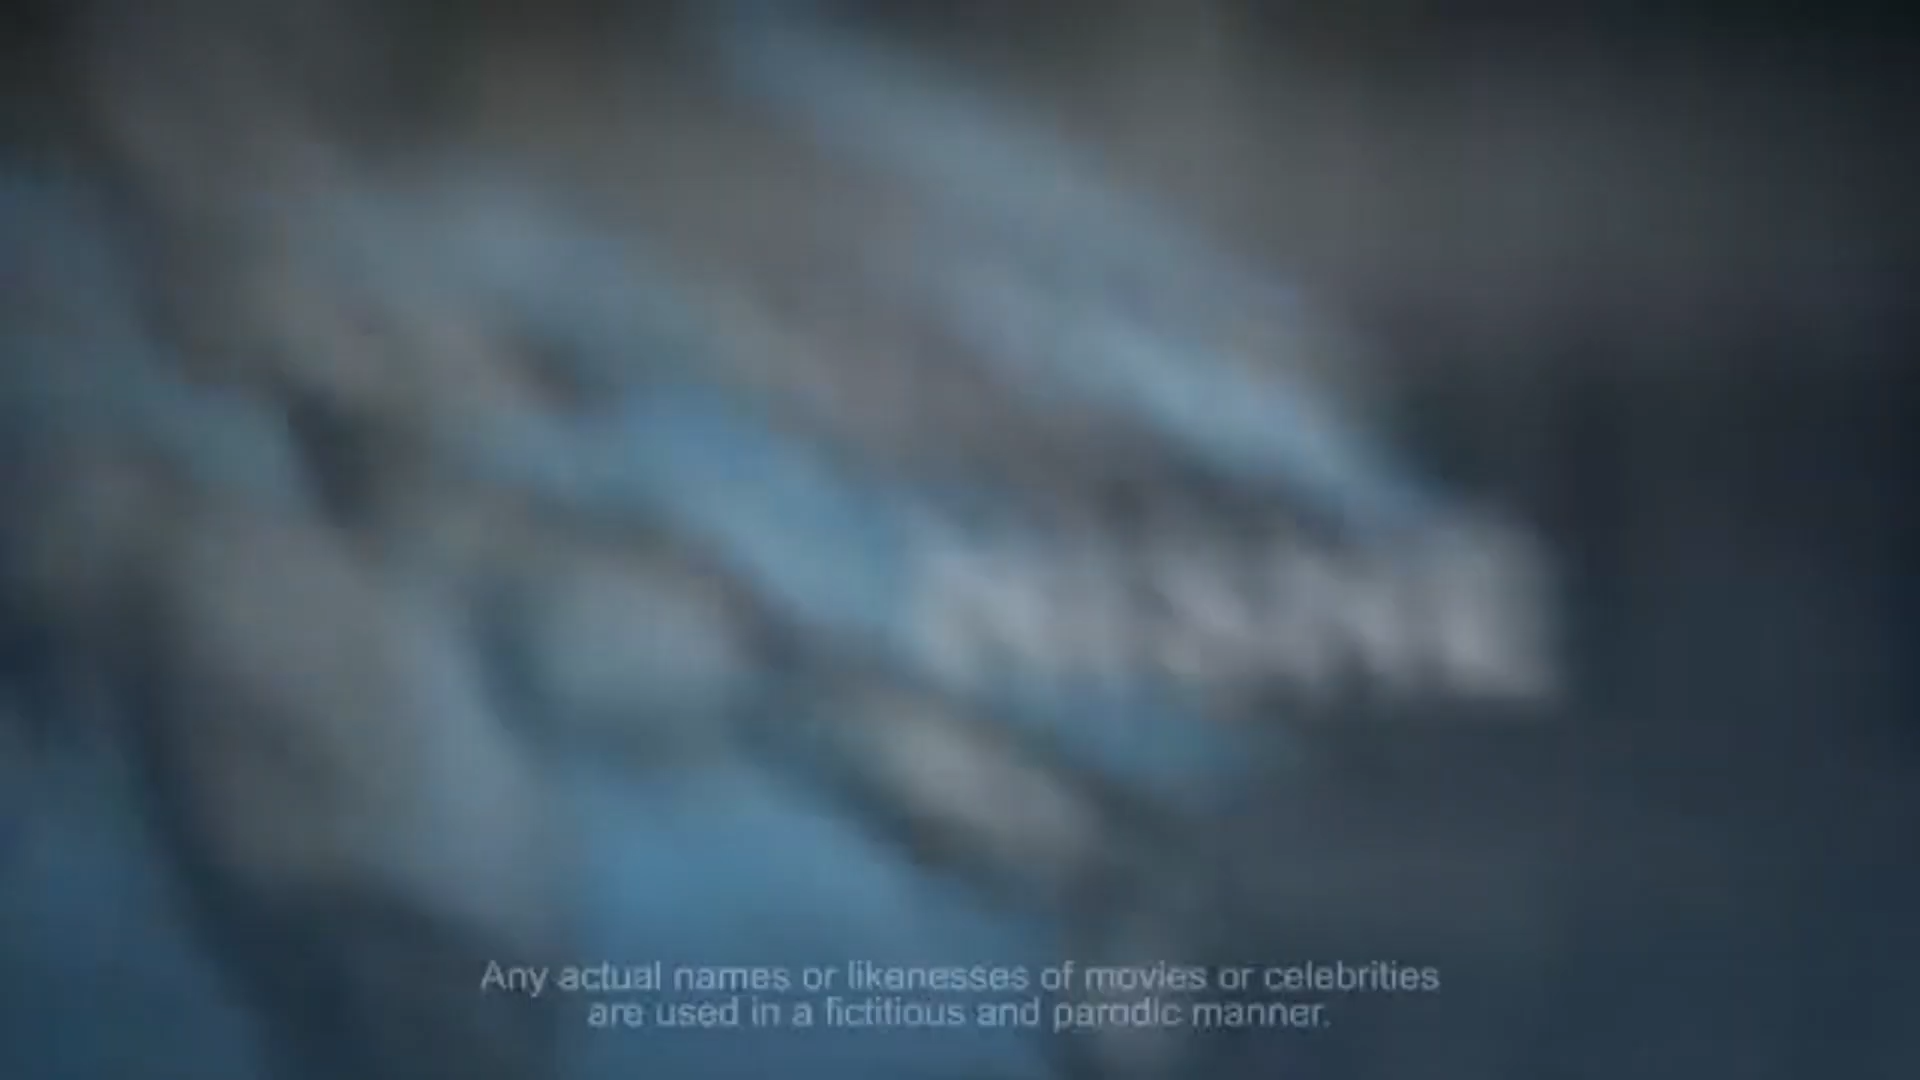 Any actual names or likenesses of movies or celebrities
are used in a fictitious and parodic manner.